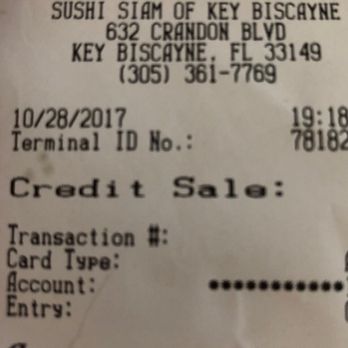 SUSHI SIAM OF KEY BISCAYNE
632 CRANDON BLVD
KEY BISCAYNE, FL 33149
(305) 361-7769
10/28/2017 19:18
Terminal ID No.: 78182
Credit Sale:
Transaction #:
Card Type:
Account: ●●●●●●●●●●●●
Entry: